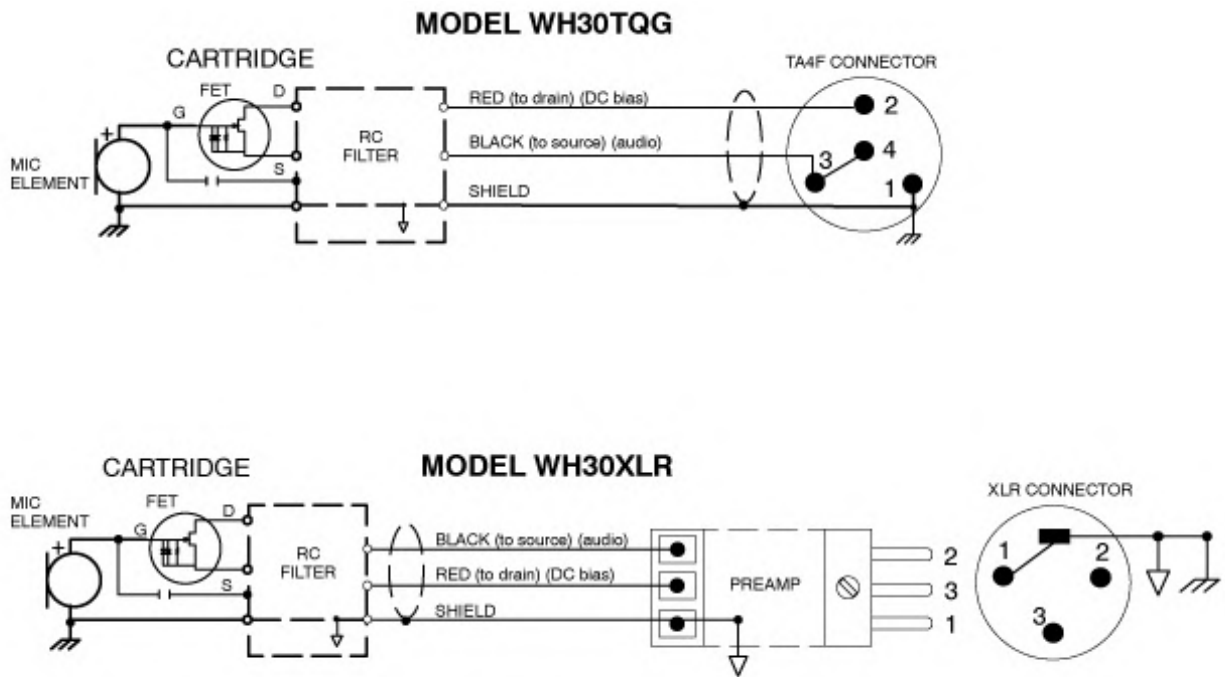 MODEL WH30TQG
CARTRIDGE
TA4F CONNECTOR
FET
D
G
RED (to drain) (DC bias)
2
+
RC
FILTER
BLACK (to source) (audio)
3
4
MIC
ELEMENT
S
1
SHIELD
MODEL WH30XLR
CARTRIDGE
XLR CONNECTOR
MIC
ELEMENT
FET
D
G
+
RC
FILTER
BLACK (to source) (audio)
2
1
2
RED (to drain) (DC bias)
PREAMP
3
S
SHIELD
1
3